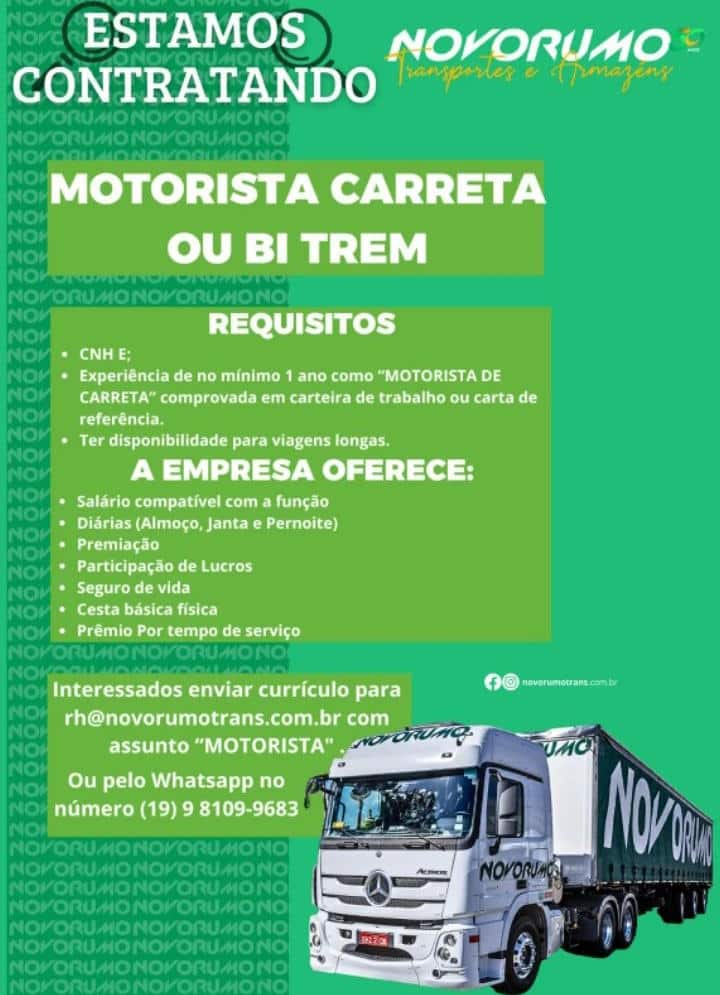 ESTAMOS
CONTRATANDO
NOVORUMO
Transportes e Armazéns
MOTORISTA CARRETA
OU BI TREM
REQUISITOS
• CNH E;
• Experiência de no mínimo 1 ano como “MOTORISTA DE
CARRETA” comprovada em carteira de trabalho ou carta de
referência.
• Ter disponibilidade para viagens longas.
A EMPRESA OFERECE:
• Salário compatível com a função
• Diárias (Almoço, Janta e Pernoite)
• Premiação
• Participação de Lucros
• Seguro de vida
• Cesta básica física
• Prêmio Por tempo de serviço
novorumotrans.com.br
Interessados enviar currículo para
rh@novorumotrans.com.br com
assunto “MOTORISTA" .
Ou pelo Whatsapp no
número (19) 9 8109-9683
NOVORUMO
UMO
NOVORUMO
NOVORUMO